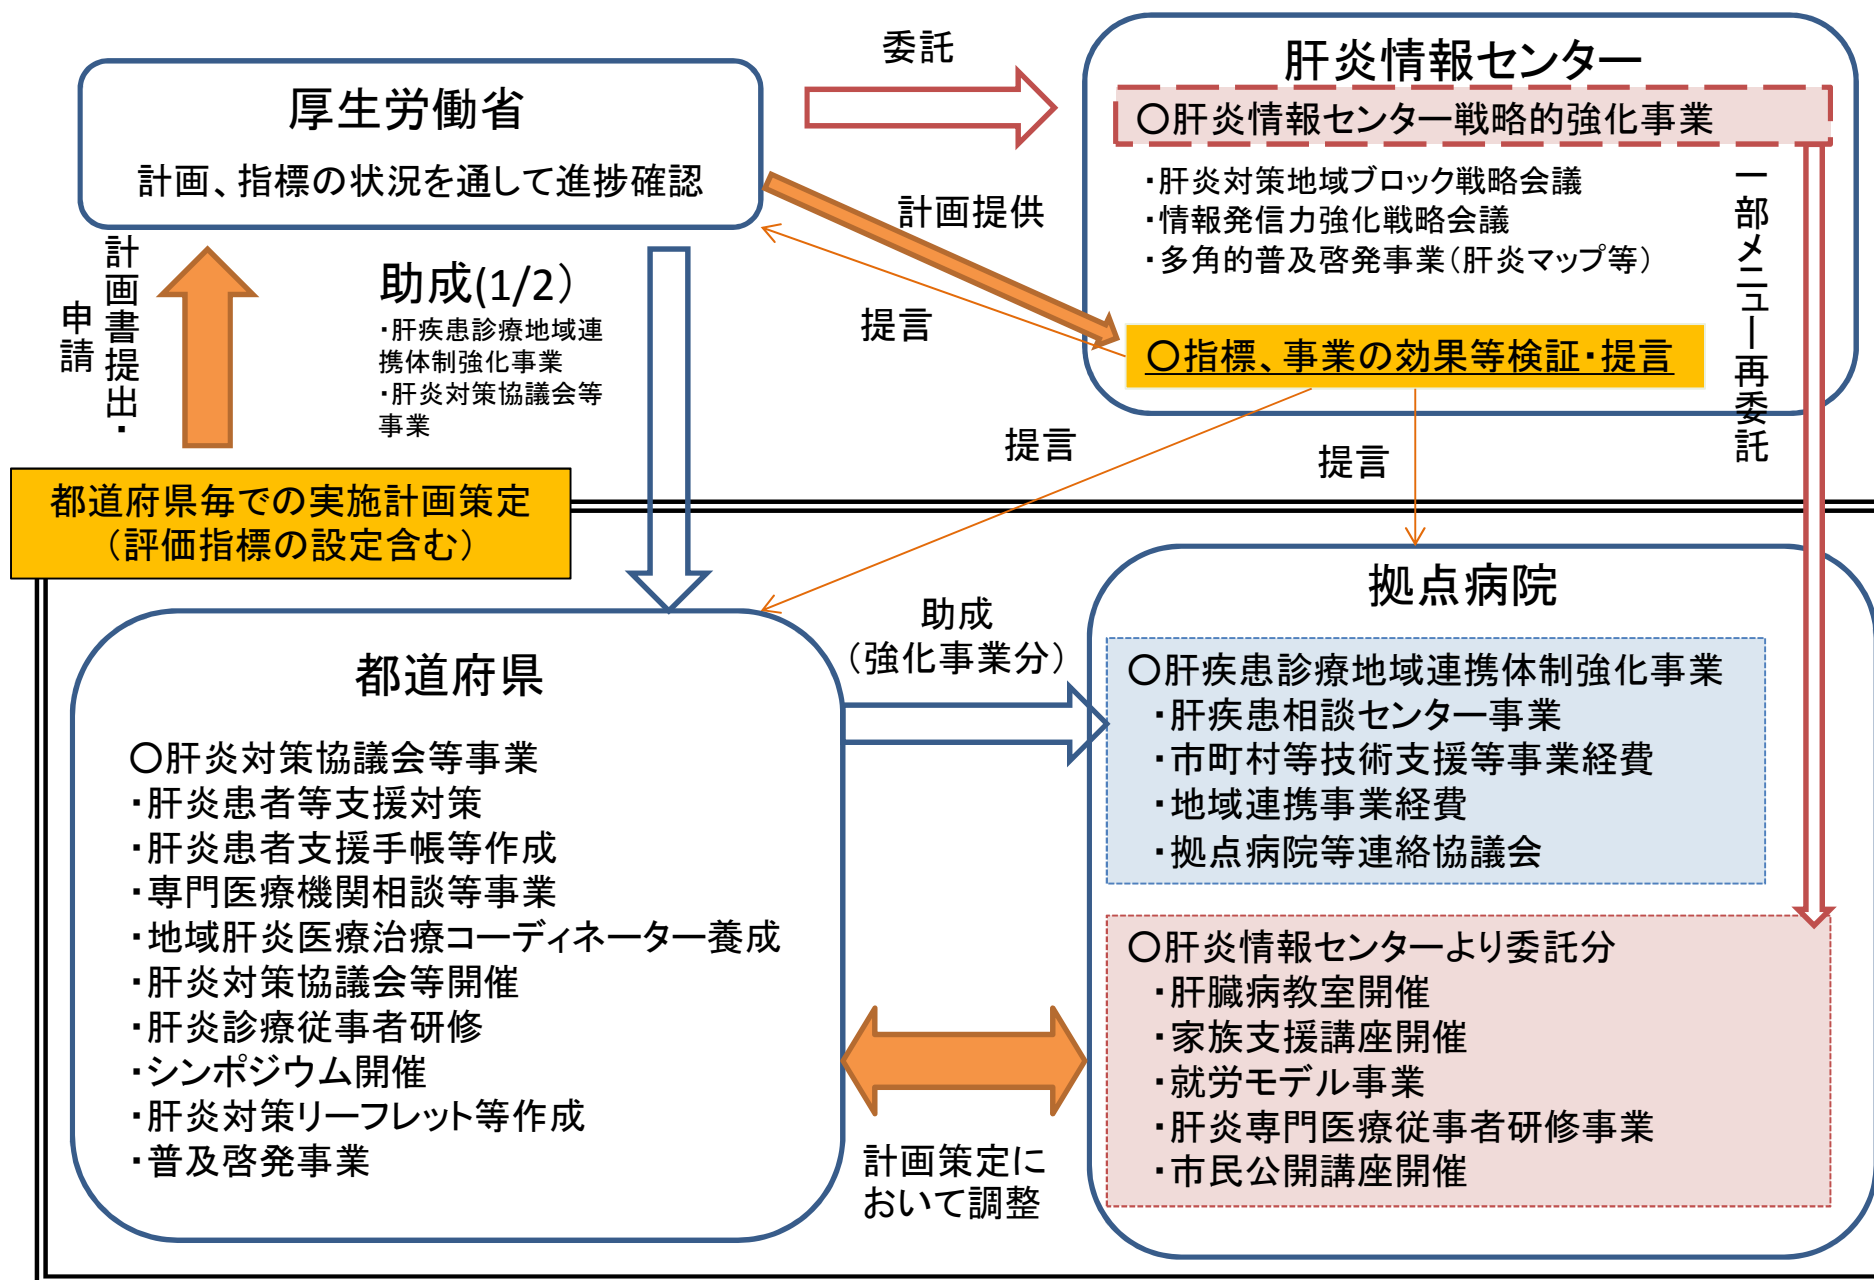 厚生労働省
計画、指標の状況を通して進捗確認
委託
肝炎情報センター
〇肝炎情報センター戦略的強化事業
・肝炎対策地域ブロック戦略会議
・情報発信力強化戦略会議
・多角的普及啓発事業（肝炎マップ等）
一部メニュー再委託
計画提供
提言
〇指標、事業の効果等検証・提言
計画書提出・
申請
助成(1/2）
・肝疾患診療地域連
携体制強化事業
・肝炎対策協議会等
事業
提言
提言
都道府県毎での実施計画策定
（評価指標の設定含む）
都道府県
〇肝炎対策協議会等事業
・肝炎患者等支援対策
・肝炎患者支援手帳等作成
・専門医療機関相談等事業
・地域肝炎医療治療コーディネーター養成
・肝炎対策協議会等開催
・肝炎診療従事者研修
・シンポジウム開催
・肝炎対策リーフレット等作成
・普及啓発事業
助成
（強化事業分）
計画策定に
おいて調整
拠点病院
〇肝疾患診療地域連携体制強化事業
・肝疾患相談センター事業
・市町村等技術支援等事業経費
・地域連携事業経費
・拠点病院等連絡協議会
〇肝炎情報センターより委託分
・肝臓病教室開催
・家族支援講座開催
・就労モデル事業
・肝炎専門医療従事者研修事業
・市民公開講座開催